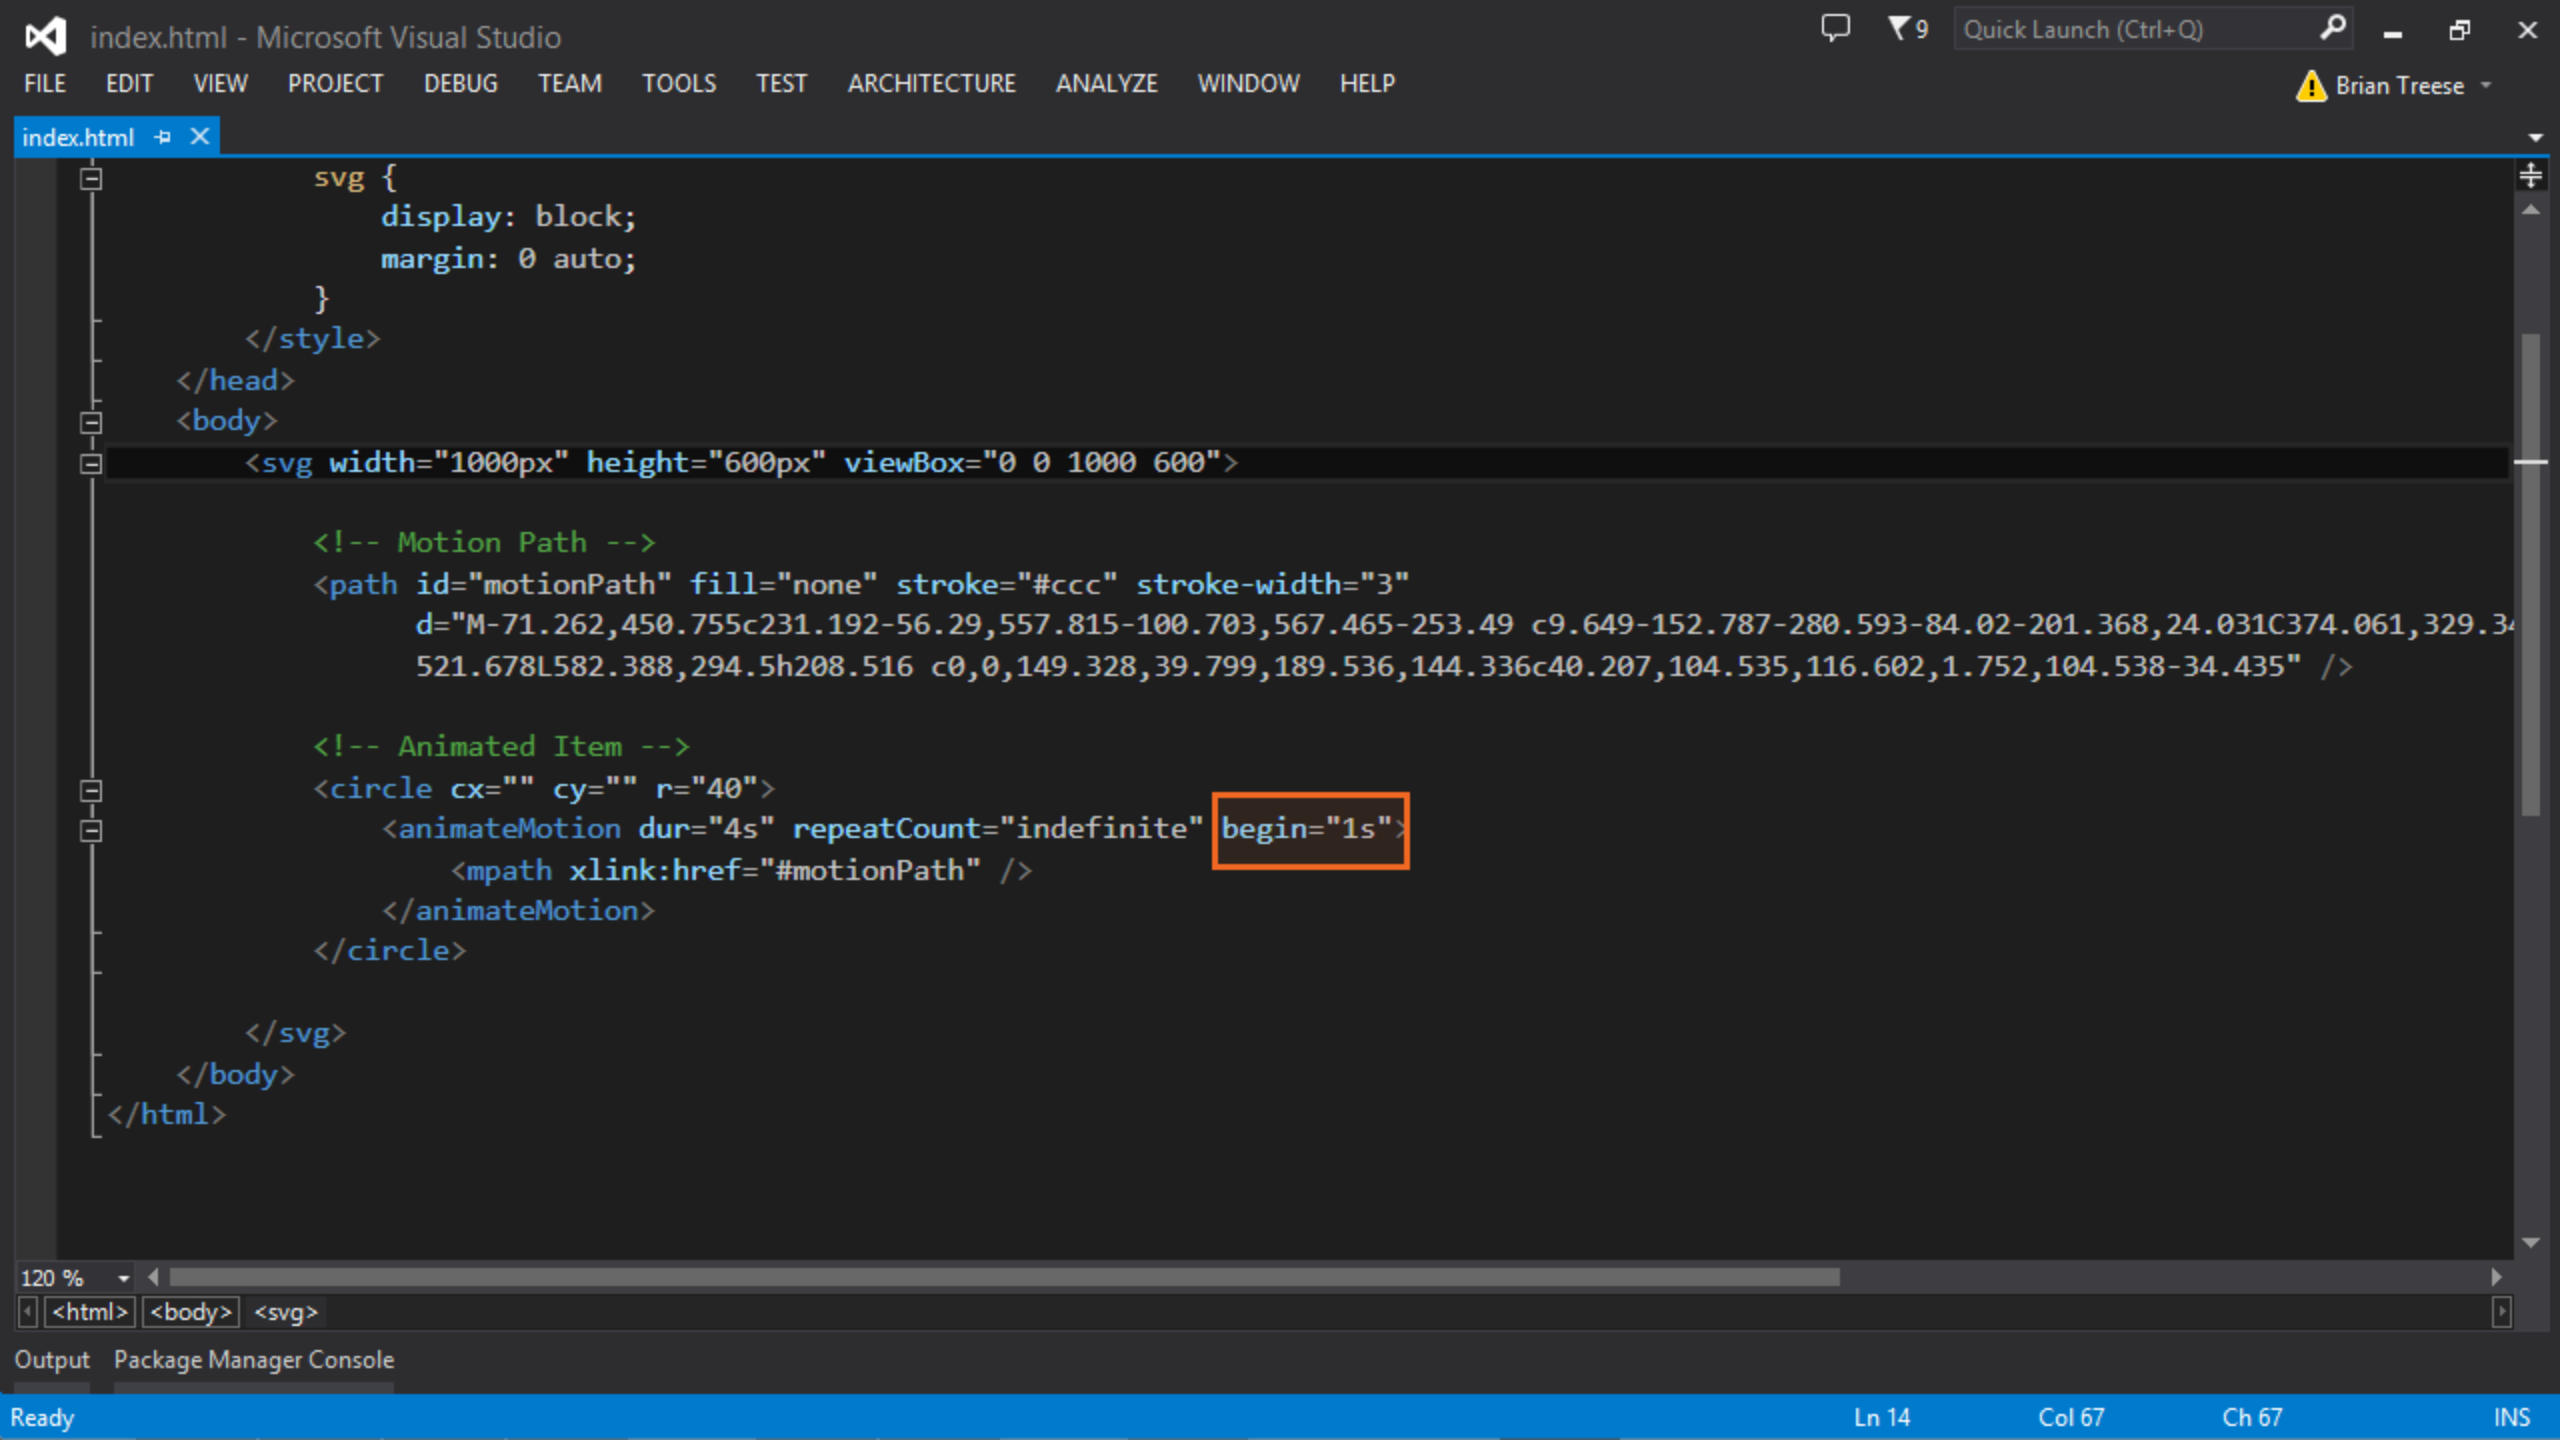 index.html - Microsoft Visual Studio
9
Quick Launch (Ctrl+Q)
FILE EDIT VIEW PROJECT DEBUG TEAM TOOLS TEST ARCHITECTURE ANALYZE WINDOW HELP
Brian Treese
index.html
svg {
display: block;
margin: 0 auto;
}
</style>
</head>
<body>
<svg width="1000px" height="600px" viewBox="0 0 1000 600">
<!-- Motion Path -->
<path id="motionPath" fill="none" stroke="#ccc" stroke-width="3"
d="M-71.262,450.755c231.192-56.29,557.815-100.703,567.465-253.49 c9.649-152.787-280.593-84.02-201.368,24.031C374.061,329.34
521.678L582.388,294.5h208.516 c0,0,149.328,39.799,189.536,144.336c40.207,104.535,116.602,1.752,104.538-34.435" />
<!-- Animated Item -->
<circle cx="" cy="" r="40">
<animateMotion dur="4s" repeatCount="indefinite" begin="1s">
<mpath xlink:href="#motionPath" />
</animateMotion>
</circle>
</svg>
</body>
</html>
120 %
<html> <body> <svg>
Output Package Manager Console
Ready Ln 14 Col 67 Ch 67 INS